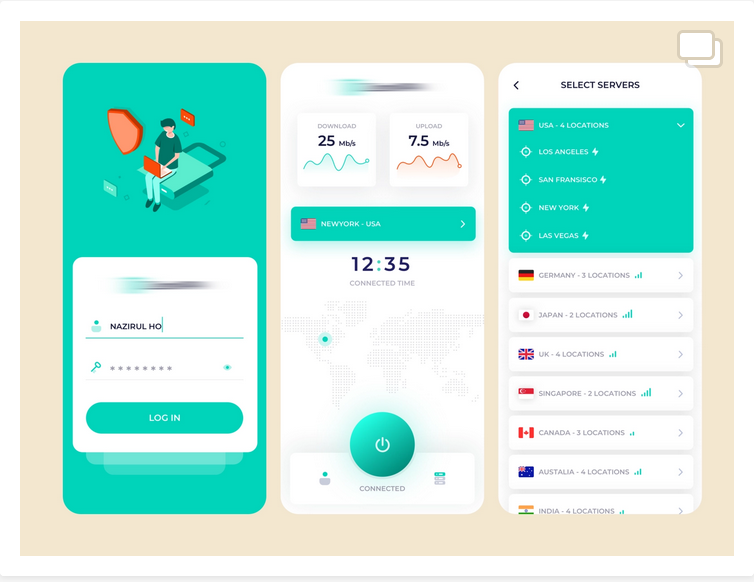 NAZIRUL HO
********
LOG IN
DOWNLOAD
25 Mb/s
UPLOAD
7.5 Mb/s
NEWYORK - USA
12:35
CONNECTED TIME
CONNECTED
SELECT SERVERS
USA - 4 LOCATIONS
LOS ANGELES
SAN FRANSISCO
NEW YORK
LAS VEGAS
GERMANY - 3 LOCATIONS
JAPAN - 2 LOCATIONS
UK - 4 LOCATIONS
SINGAPORE - 2 LOCATIONS
CANADA - 3 LOCATIONS
AUSTALIA - 4 LOCATIONS
INDIA - 4 LOCATIONS